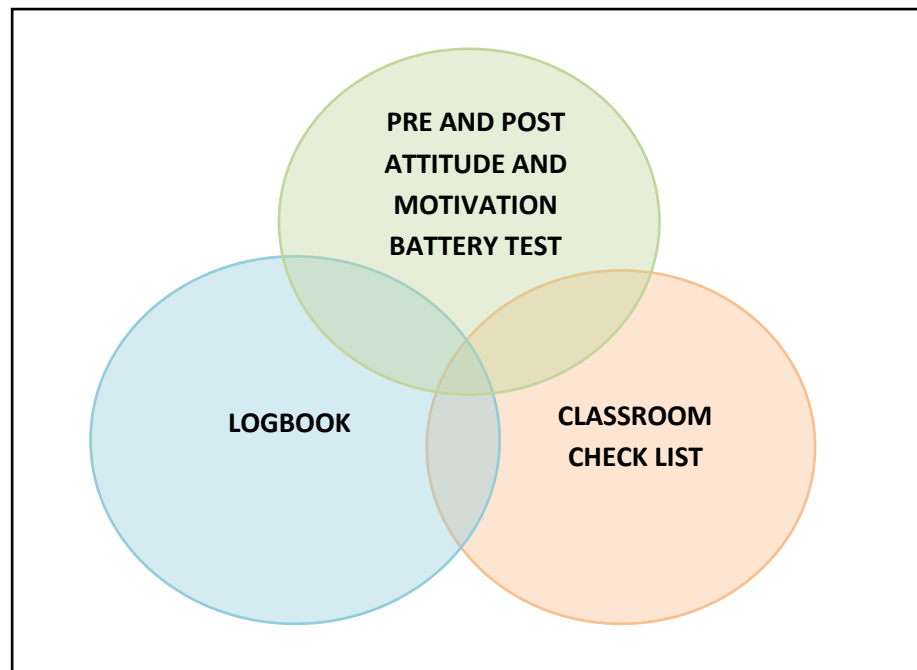 PRE AND POST
ATTITUDE AND
MOTIVATION
BATTERY TEST
LOGBOOK
CLASSROOM
CHECK LIST